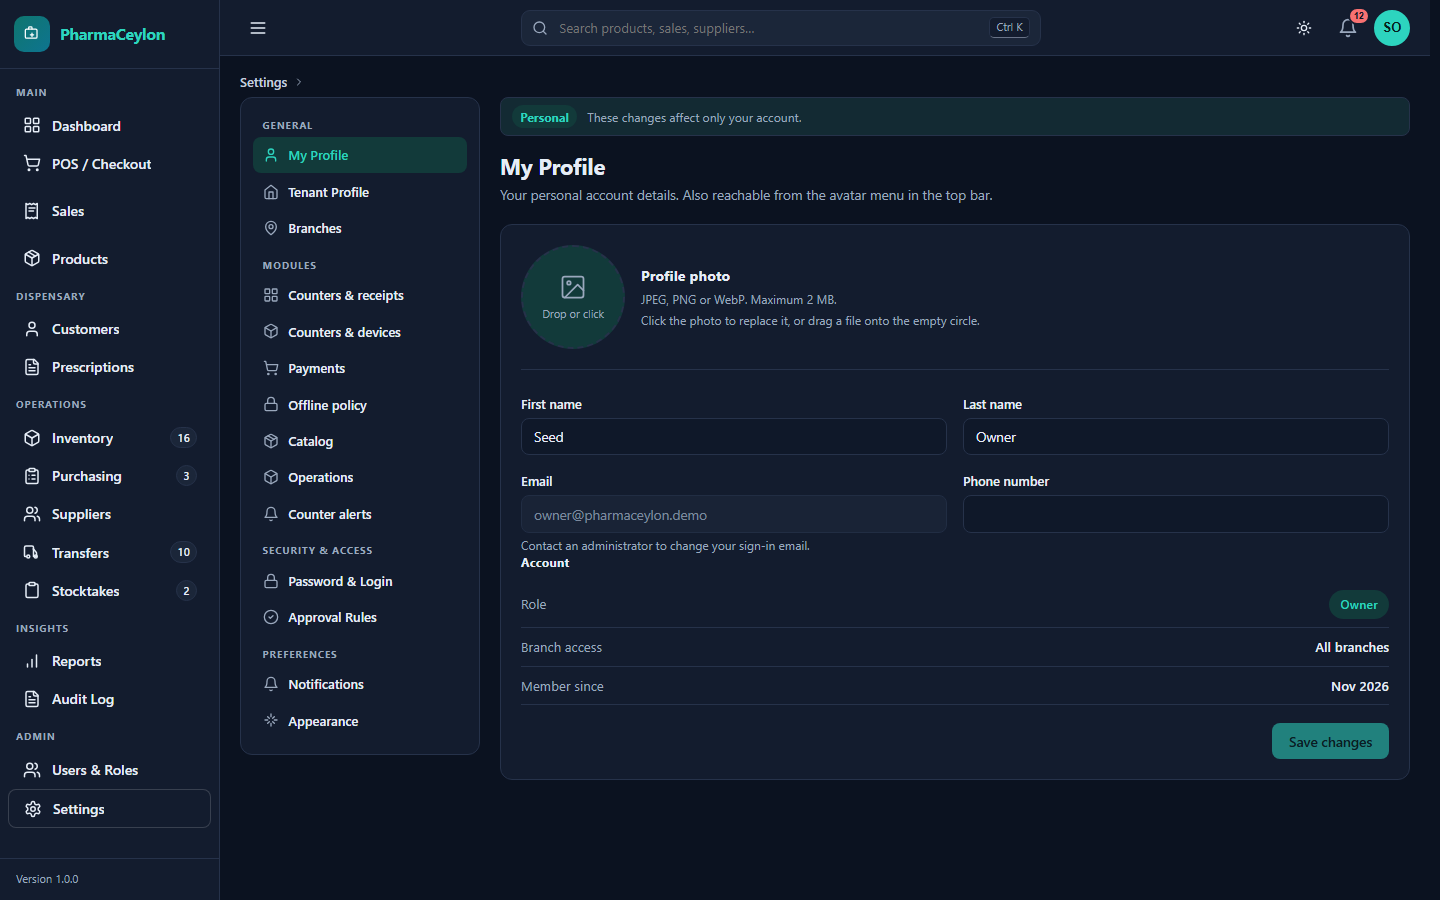 PharmaCeylon
Search products, sales, suppliers...
Ctrl K
12
SO
MAIN
Dashboard
POS / Checkout
Sales
Products
DISPENSARY
Customers
Prescriptions
OPERATIONS
Inventory 16
Purchasing 3
Suppliers
Transfers 10
Stocktakes 2
INSIGHTS
Reports
Audit Log
ADMIN
Users & Roles
Settings
Version 1.0.0
Settings
GENERAL
My Profile
Tenant Profile
Branches
MODULES
Counters & receipts
Counters & devices
Payments
Offline policy
Catalog
Operations
Counter alerts
SECURITY & ACCESS
Password & Login
Approval Rules
PREFERENCES
Notifications
Appearance
Personal These changes affect only your account.
My Profile
Your personal account details. Also reachable from the avatar menu in the top bar.
Drop or click
Profile photo
JPEG, PNG or WebP. Maximum 2 MB.
Click the photo to replace it, or drag a file onto the empty circle.
First name
Seed
Last name
Owner
Email
owner@pharmaceylon.demo
Contact an administrator to change your sign-in email.
Phone number
Account
Role Owner
Branch access All branches
Member since Nov 2026
Save changes